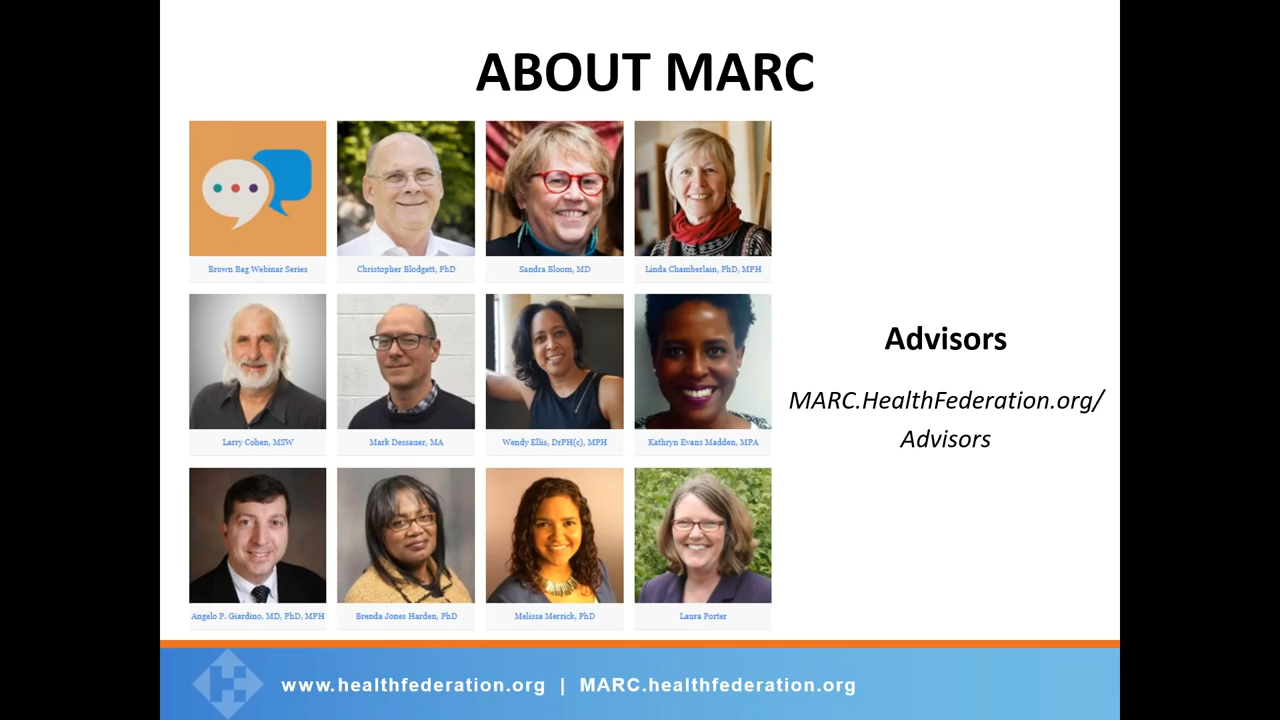 ABOUT MARC
Brown Bag Webinar Series
Christopher Blodgett, PhD
Sandra Bloom, MD
Linda Chamberlain, PhD, MPH
Larry Cohen, MSW
Mark Dessauer, MA
Wendy Ellis, DrPH(c), MPH
Kathryn Evans Madden, MPA
Angelo P. Giardino, MD, PhD, MPH
Brenda Jones Harden, PhD
Melissa Merrick, PhD
Laura Porter
Advisors
MARC.HealthFederation.org/
Advisors
www.healthfederation.org | MARC.healthfederation.org